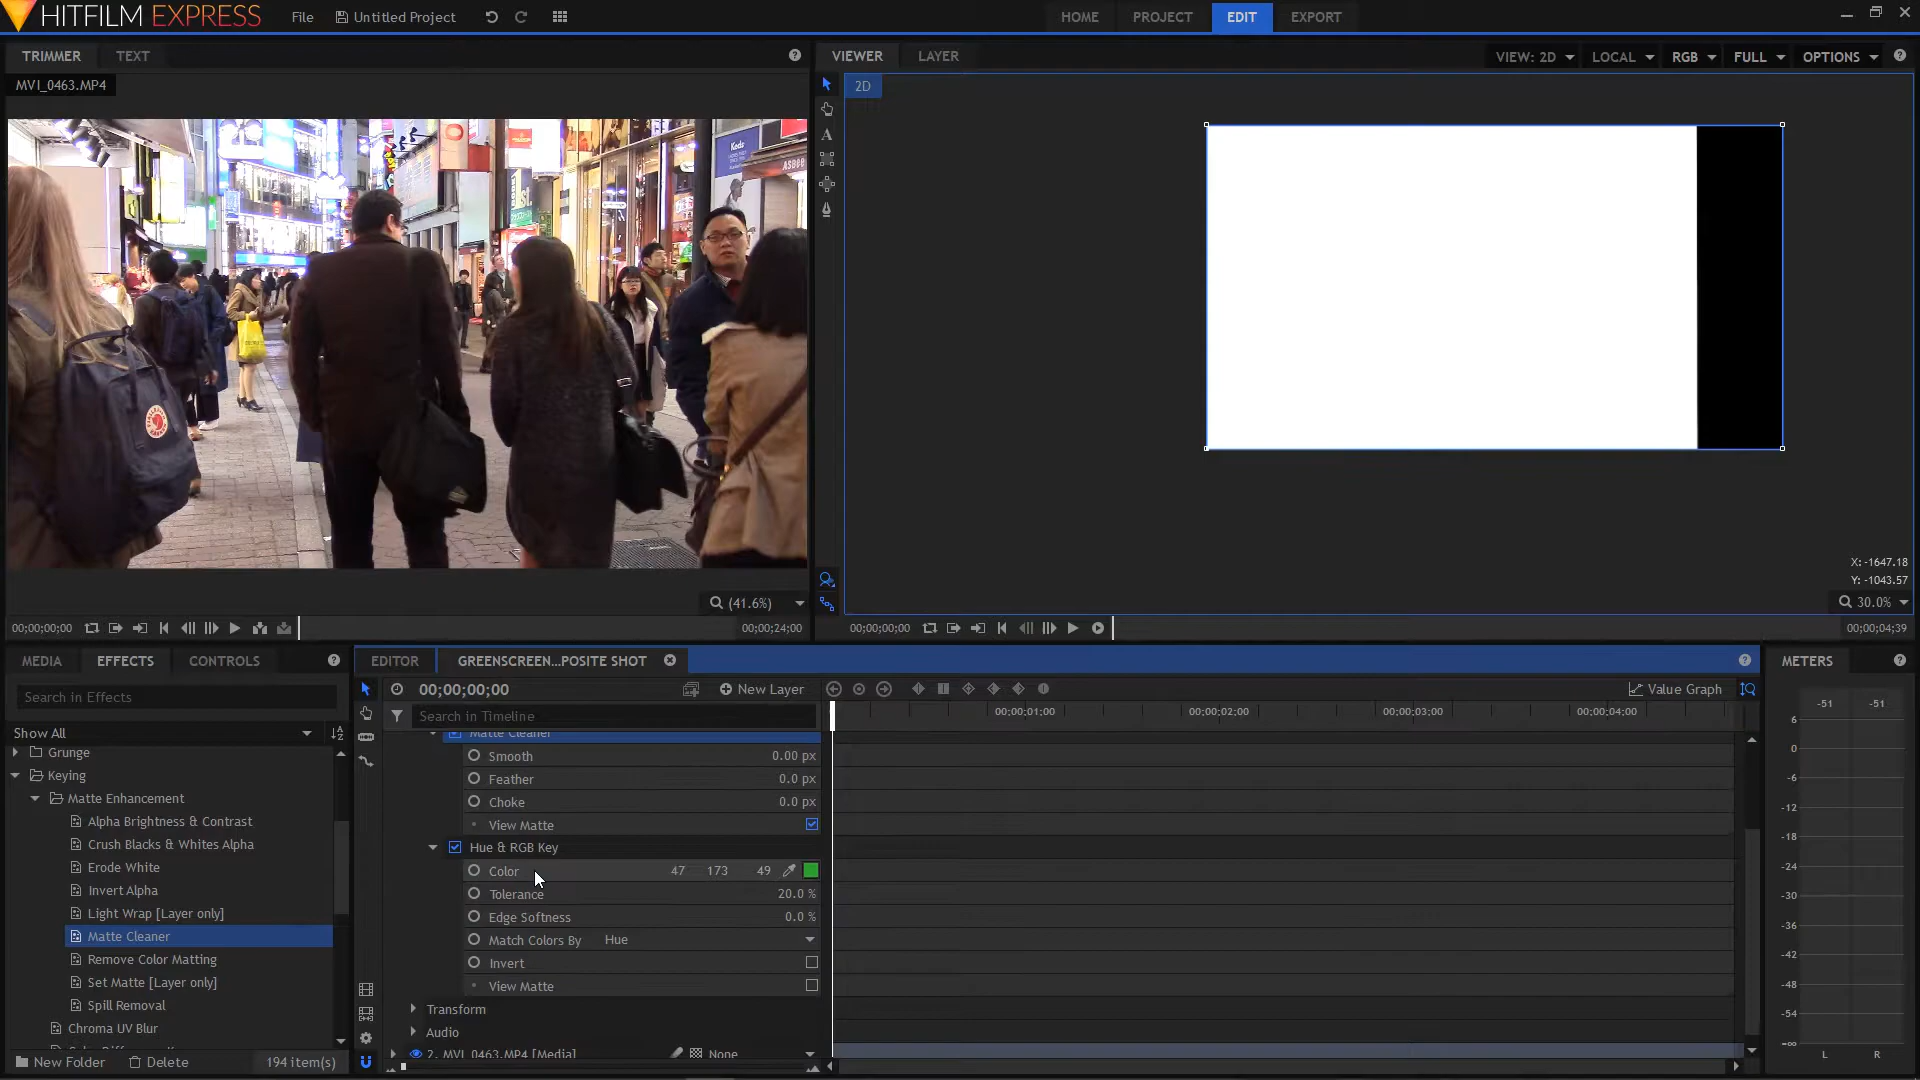 HITFILM EXPRESS
File
Untitled Project
HOME
PROJECT
EDIT
EXPORT
TRIMMER
TEXT
MVI_0463.MP4
Keds
ASBEE
(41.6%)
00;00;00;00
00;00;24;00
VIEWER
LAYER
VIEW: 2D
LOCAL
RGB
FULL
OPTIONS
2D
X: -1647.18
Y: -1043.57
30.0%
00;00;00;00
00;00;04;39
MEDIA
EFFECTS
CONTROLS
Search in Effects
Show All
Grunge
Keying
Matte Enhancement
Alpha Brightness & Contrast
Crush Blacks & Whites Alpha
Erode White
Invert Alpha
Light Wrap [Layer only]
Matte Cleaner
Remove Color Matting
Set Matte [Layer only]
Spill Removal
Chroma UV Blur
New Folder
Delete
194 item(s)
EDITOR
GREENSCREEN...POSITE SHOT
00;00;00;00
New Layer
Value Graph
Search in Timeline
00;00;01;00
00;00;02;00
00;00;03;00
00;00;04;00
Matte Cleaner
Smooth 0.00 px
Feather 0.0 px
Choke 0.0 px
View Matte
Hue & RGB Key
Color 47 173 49
Tolerance 20.0 %
Edge Softness 0.0 %
Match Colors By Hue
Invert
View Matte
Transform
Audio
2. MVI_0463.MP4 [Media] None
METERS
-51 -51
6
0
-6
-12
-18
-24
-30
-36
-42
-48
-54
-∞
L R